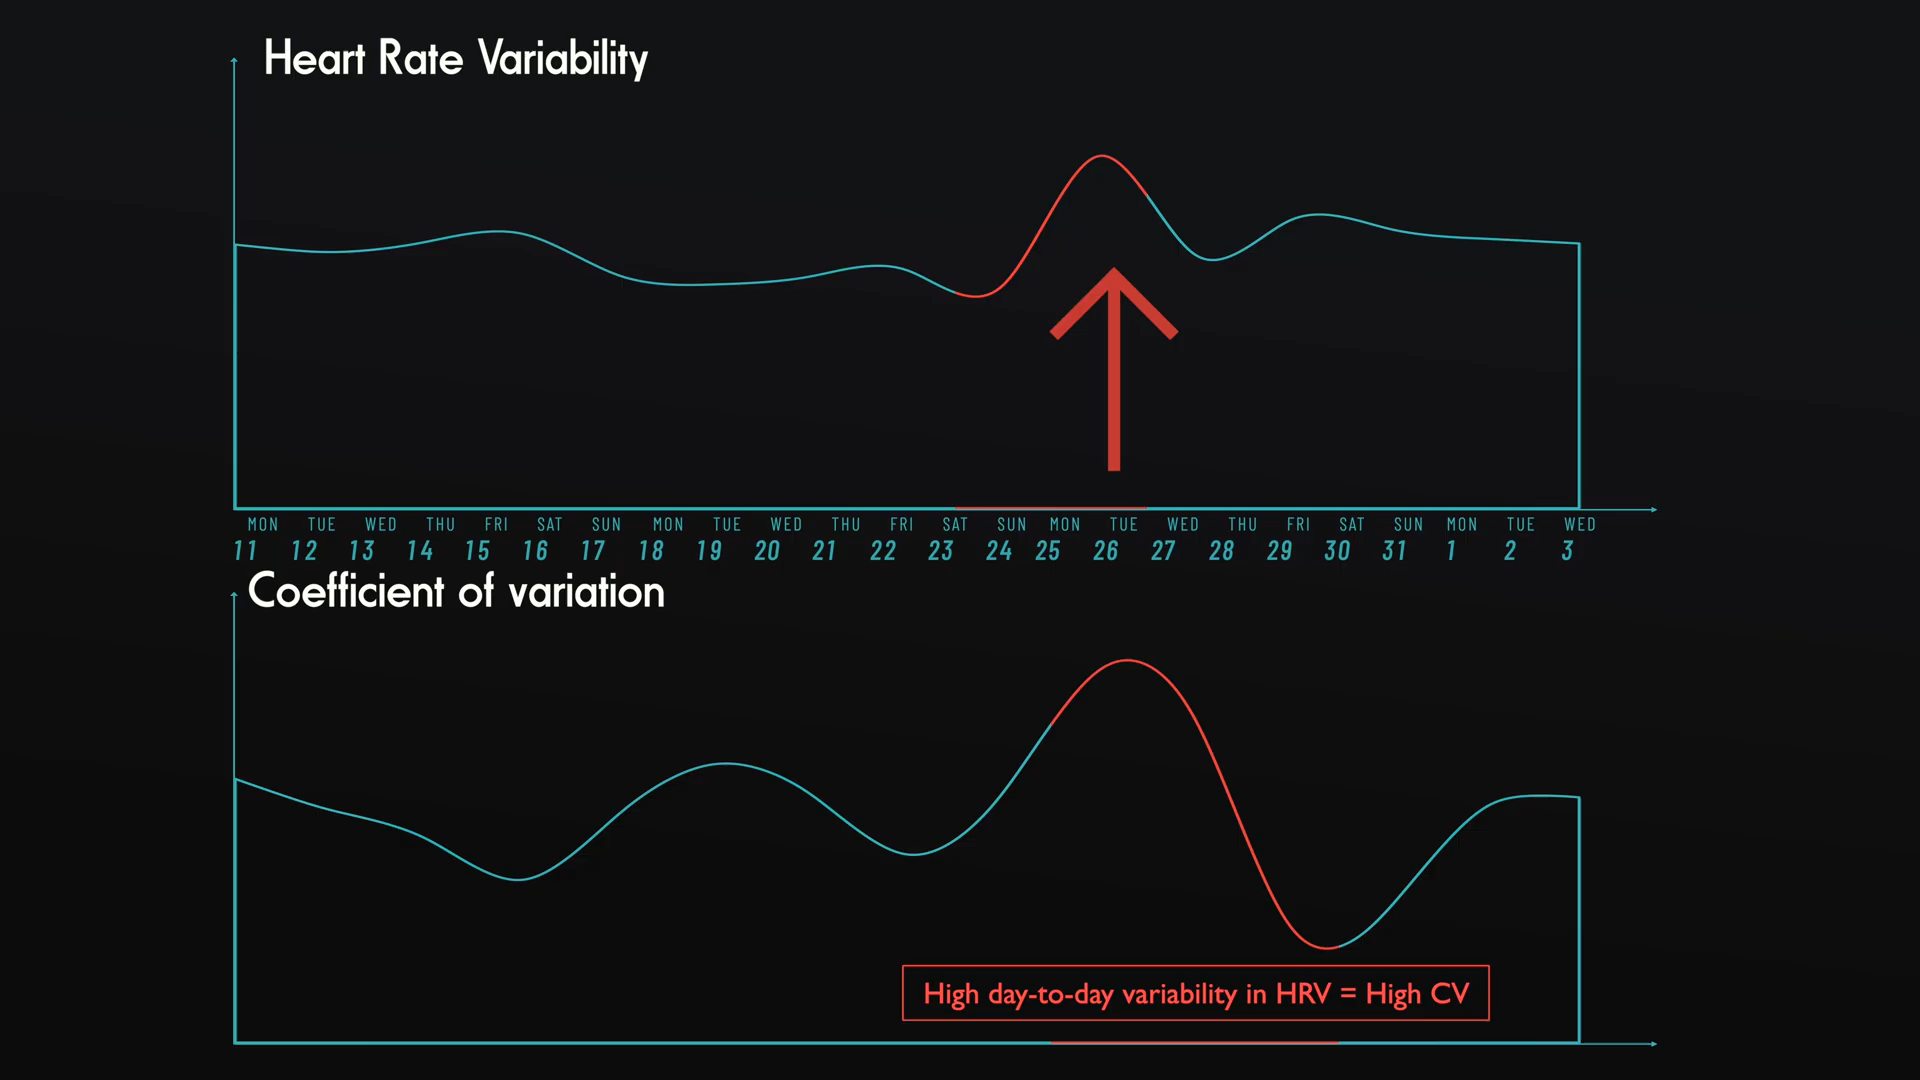 Heart Rate Variability
MON TUE WED THU FRI SAT SUN MON TUE WED THU FRI SAT SUN MON TUE WED THU FRI SAT SUN MON TUE WED
11 12 13 14 15 16 17 18 19 20 21 22 23 24 25 26 27 28 29 30 31 1 2 3
Coefficient of variation
High day-to-day variability in HRV = High CV